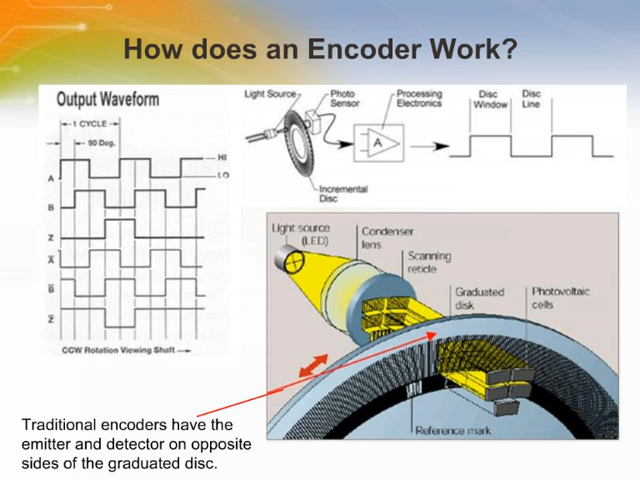 How does an Encoder Work?
Output Waveform
1 CYCLE
90 Deg.
HI
LO
A
B
Z
A
B
Z
CCW Rotation Viewing Shaft
Light Source
Photo
Sensor
Processing
Electronics
A
Incremental
Disc
Disc
Window
Disc
Line
Light source
(LED)
Condenser
lens
Scanning
reticle
Graduated
disk
Photovoltaic
cells
Reference mark
Traditional encoders have the
emitter and detector on opposite
sides of the graduated disc.